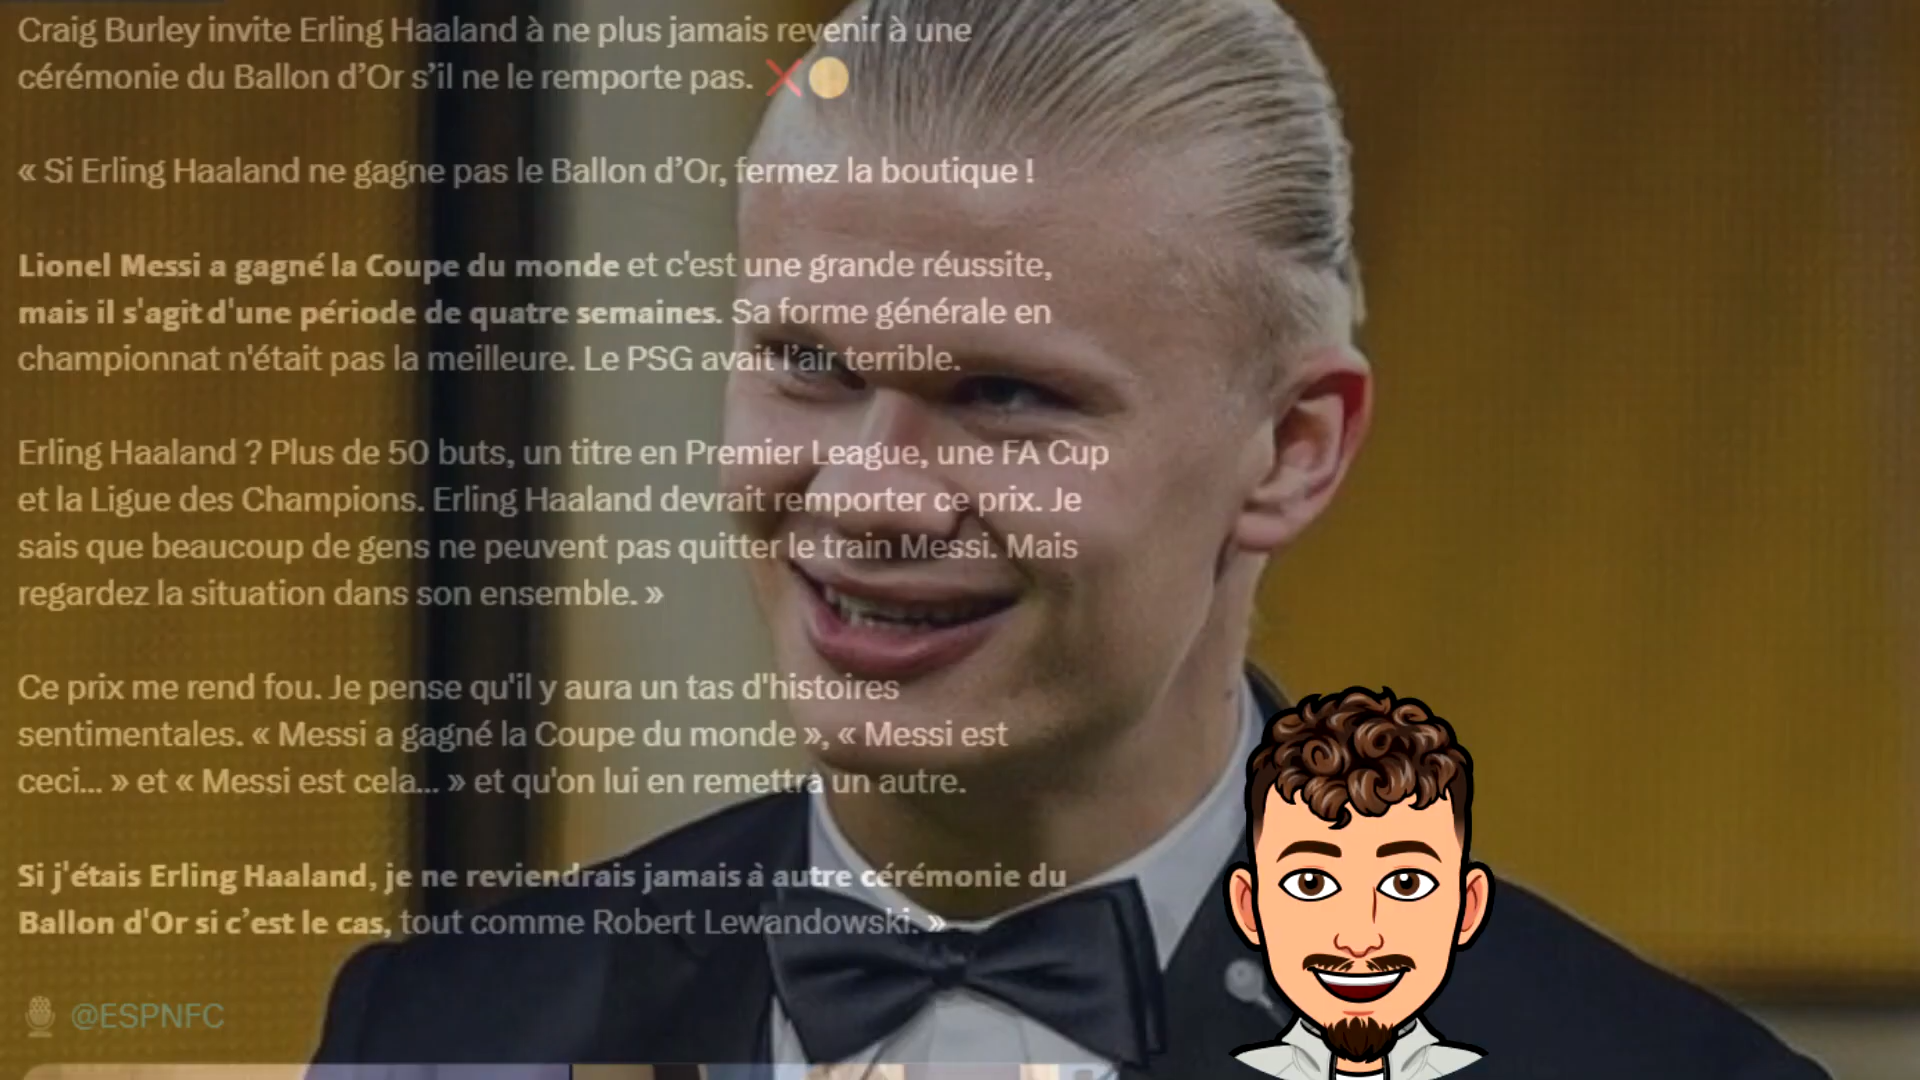 Craig Burley invite Erling Haaland à ne plus jamais revenir à une
cérémonie du Ballon d’Or s’il ne le remporte pas. ❌🟡
« Si Erling Haaland ne gagne pas le Ballon d’Or, fermez la boutique !
Lionel Messi a gagné la Coupe du monde et c'est une grande réussite,
mais il s'agit d'une période de quatre semaines. Sa forme générale en
championnat n'était pas la meilleure. Le PSG avait l’air terrible.
Erling Haaland ? Plus de 50 buts, un titre en Premier League, une FA Cup
et la Ligue des Champions. Erling Haaland devrait remporter ce prix. Je
sais que beaucoup de gens ne peuvent pas quitter le train Messi. Mais
regardez la situation dans son ensemble. »
Ce prix me rend fou. Je pense qu'il y aura un tas d'histoires
sentimentales. « Messi a gagné la Coupe du monde », « Messi est
ceci... » et « Messi est cela... » et qu'on lui en remettra un autre.
Si j'étais Erling Haaland, je ne reviendrais jamais à autre cérémonie du
Ballon d'Or si c’est le cas, tout comme Robert Lewandowski. »
🎙 @ESPNFC